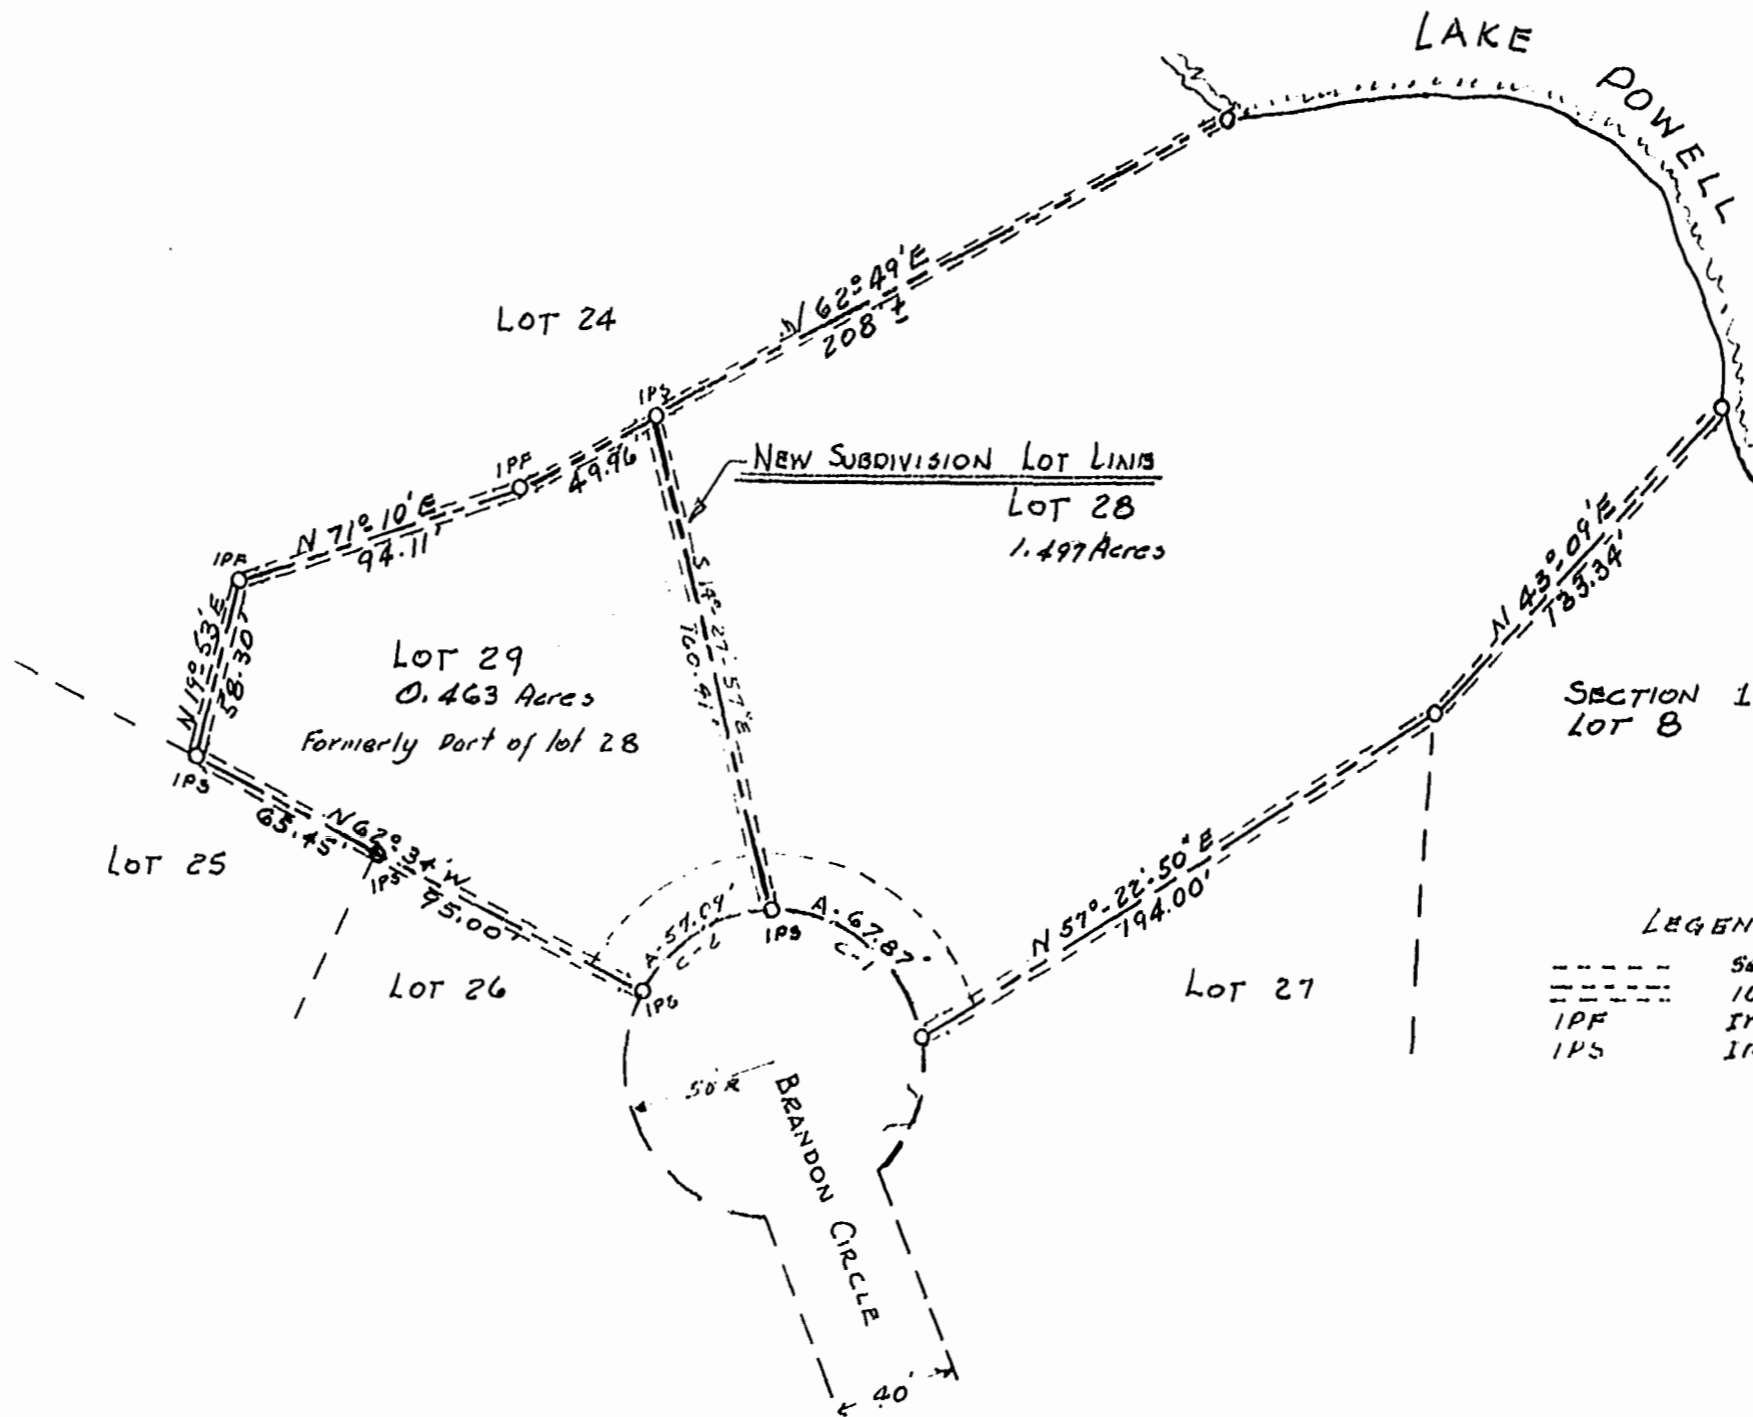 LAKE
POWELL
LOT 24
N 62°-49'E
208' ±
IPS
NEW SUBDIVISION LOT LINE
LOT 28
1.497 Acres
IPF
49.96'
N 71°-10'E
94.11'
IPF
N 43°-09'E
135.34'
S 14°-27'-57"E
160.41'
N 19°-53'E
58.30'
LOT 29
0.463 Acres
Formerly Part of lot 28
SECTION 1
LOT 8
IPS
N 62°-34'W
65.45'
LOT 25
IPS
95.00'
A. 57.09'
C-2
IPS
A. 67.87'
C-1
N 57°-22'-50"E
194.00'
LOT 26
IPS
LOT 27
LEGEN
IPF
IPS
50'R
BRANDON CIRCLE
40'